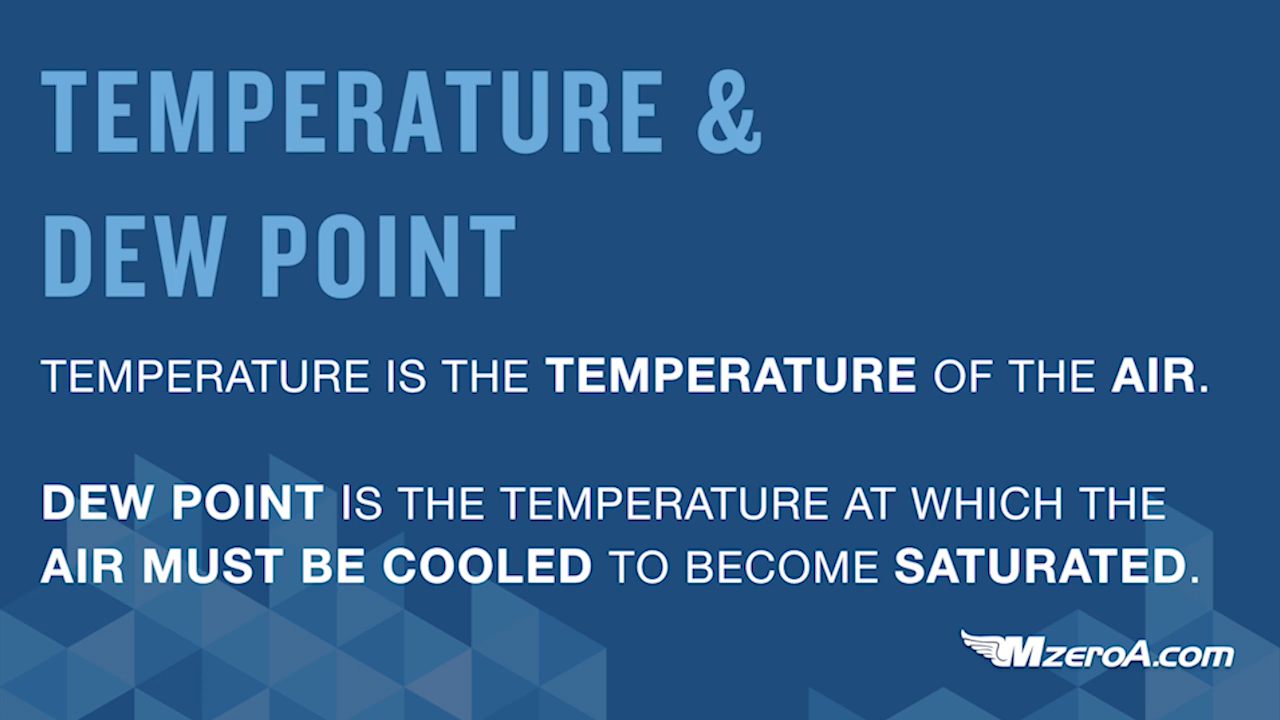 TEMPERATURE &
DEW POINT
TEMPERATURE IS THE TEMPERATURE OF THE AIR.
DEW POINT IS THE TEMPERATURE AT WHICH THE
AIR MUST BE COOLED TO BECOME SATURATED.
MzeroA.com